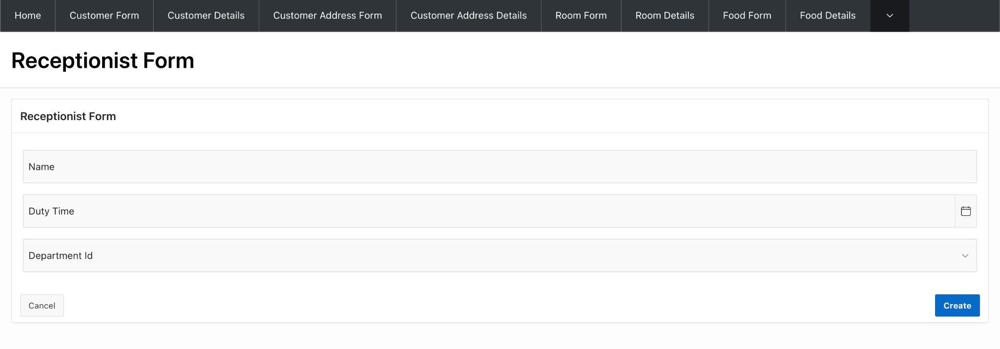 Home Customer Form Customer Details Customer Address Form Customer Address Details Room Form Room Details Food Form Food Details
Receptionist Form
Receptionist Form
Name
Duty Time
Department Id
Cancel Create